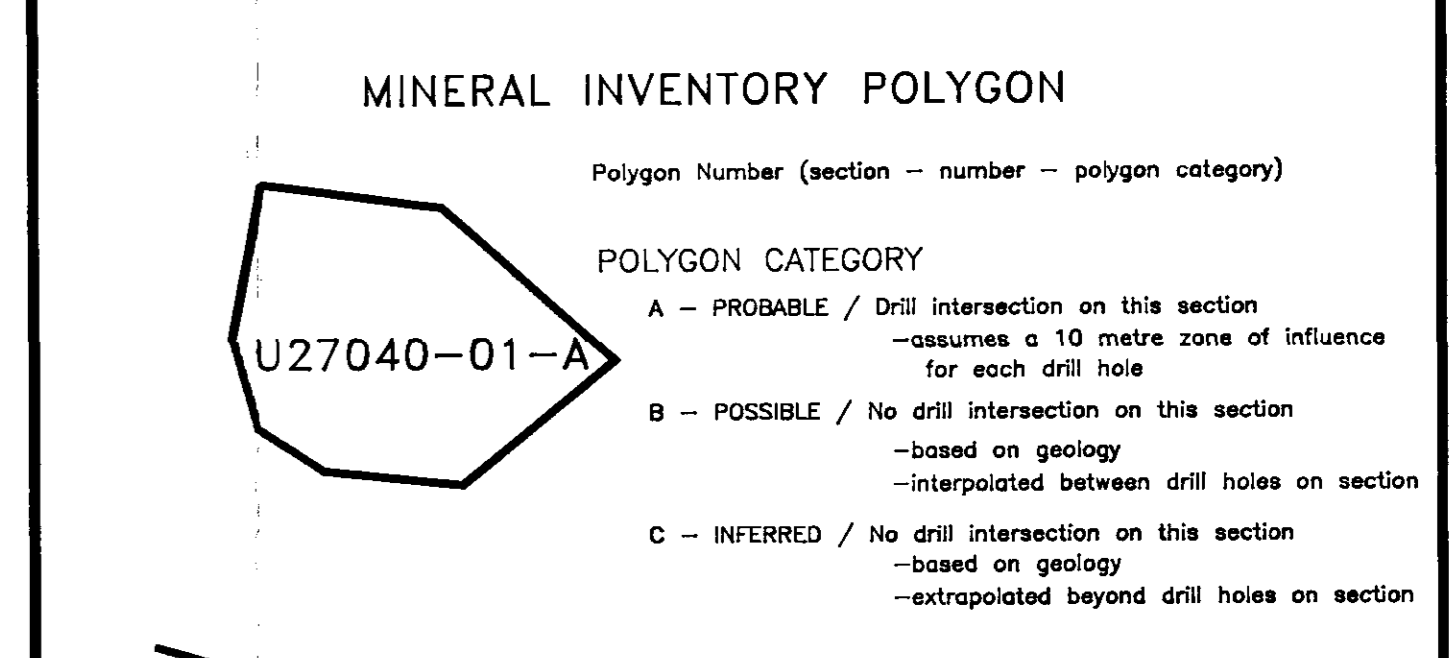 MINERAL INVENTORY POLYGON
Polygon Number (section – number – polygon category)
U27040-01-A
POLYGON CATEGORY
A – PROBABLE / Drill intersection on this section
-assumes a 10 metre zone of influence
for each drill hole
B – POSSIBLE / No drill intersection on this section
-based on geology
-interpolated between drill holes on section
C – INFERRED / No drill intersection on this section
-based on geology
-extrapolated beyond drill holes on section